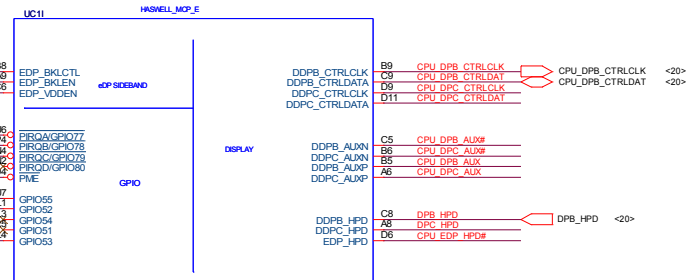 UC1I
HASWELL_MCP_E
EDP_BKLCTL
EDP_BKLEN
EDP_VDDEN
eDP SIDEBAND
DDPB_CTRLCLK B9 CPU_DPB_CTRLCLK CPU_DPB_CTRLCLK <20>
DDPB_CTRLDATA C9 CPU_DPB_CTRLDAT CPU_DPB_CTRLDAT <20>
DDPC_CTRLCLK D9 CPU_DPC_CTRLCLK
DDPC_CTRLDATA D11 CPU_DPC_CTRLDAT
PIRQA/GPIO77
PIRQB/GPIO78
PIRQC/GPIO79
PIRQD/GPIO80
PME
DISPLAY
GPIO
DDPB_AUXN C5 CPU_DPB_AUX#
DDPC_AUXN B6 CPU_DPC_AUX#
DDPB_AUXP B5 CPU_DPB_AUX
DDPC_AUXP A6 CPU_DPC_AUX
GPIO55
GPIO52
GPIO54
GPIO51
GPIO53
DDPB_HPD C8 DPB_HPD DPB_HPD <20>
DDPC_HPD A8 DPC_HPD
EDP_HPD D6 CPU_EDP_HPD#